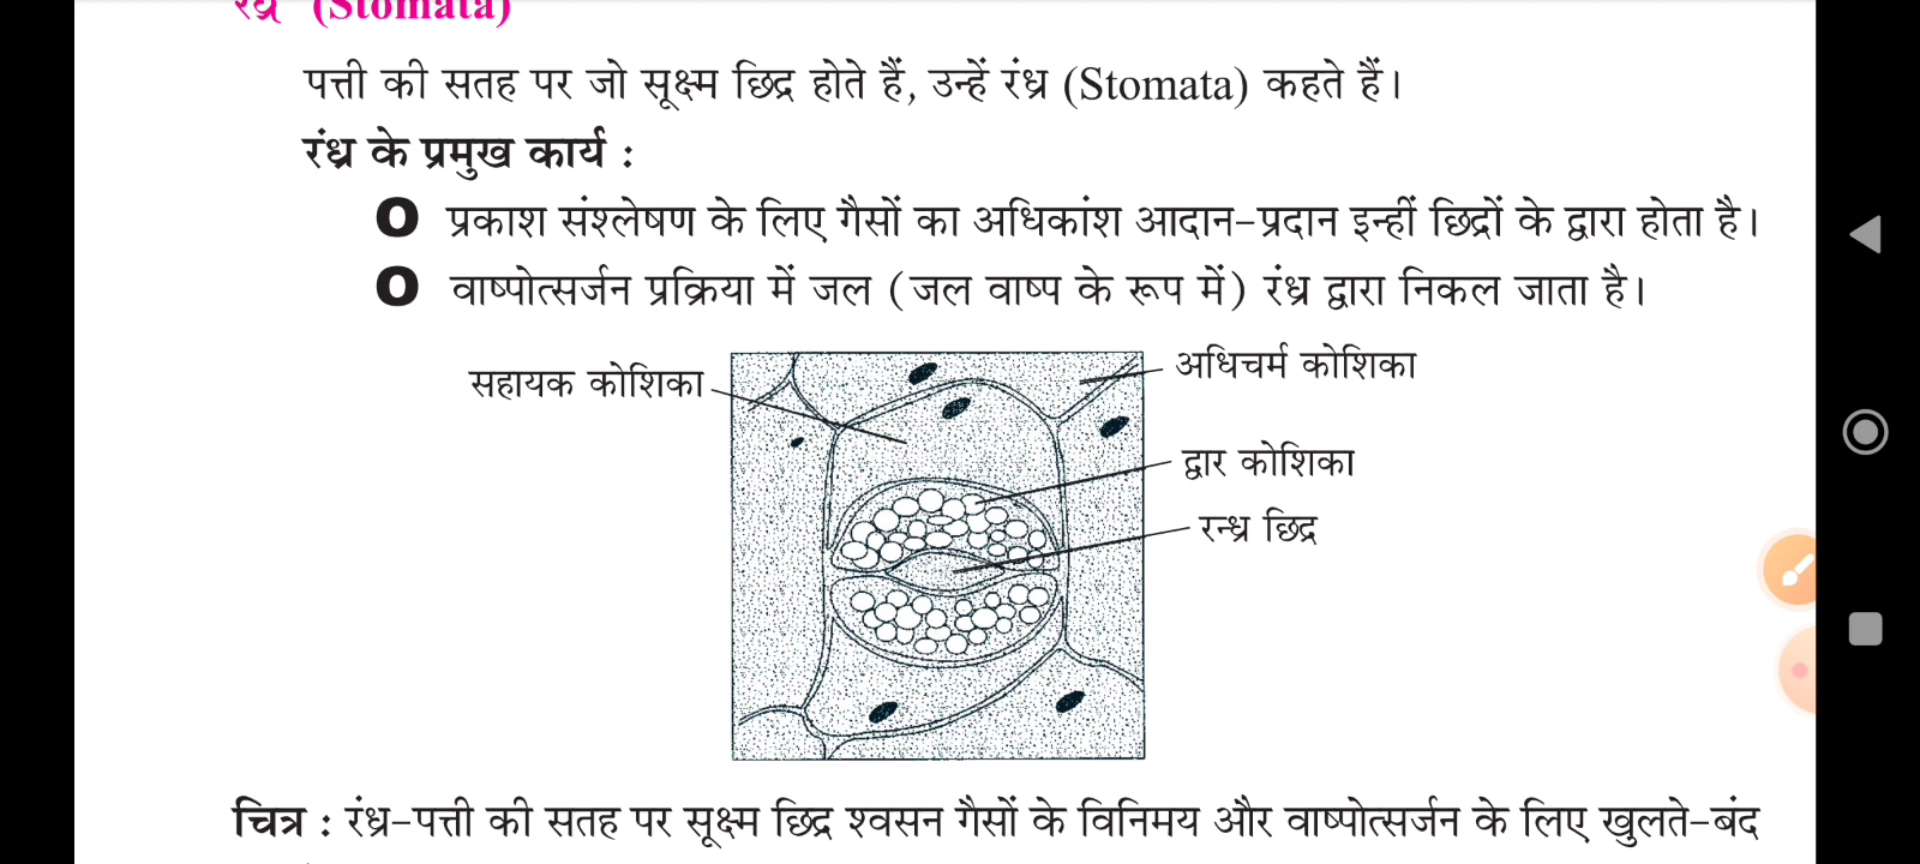 रंध्र (Stomata)
पत्ती की सतह पर जो सूक्ष्म छिद्र होते हैं, उन्हें रंध्र (Stomata) कहते हैं।
रंध्र के प्रमुख कार्य :
O प्रकाश संश्लेषण के लिए गैसों का अधिकांश आदान-प्रदान इन्हीं छिद्रों के द्वारा होता है।
O वाष्पोत्सर्जन प्रक्रिया में जल (जल वाष्प के रूप में) रंध्र द्वारा निकल जाता है।
सहायक कोशिका
अधिचर्म कोशिका
द्वार कोशिका
रन्ध्र छिद्र
चित्र : रंध्र-पत्ती की सतह पर सूक्ष्म छिद्र श्वसन गैसों के विनिमय और वाष्पोत्सर्जन के लिए खुलते-बंद